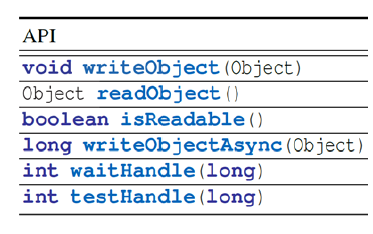 API
void writeObject(Object)
Object readObject()
boolean isReadable()
long writeObjectAsync(Object)
int waitHandle(long)
int testHandle(long)